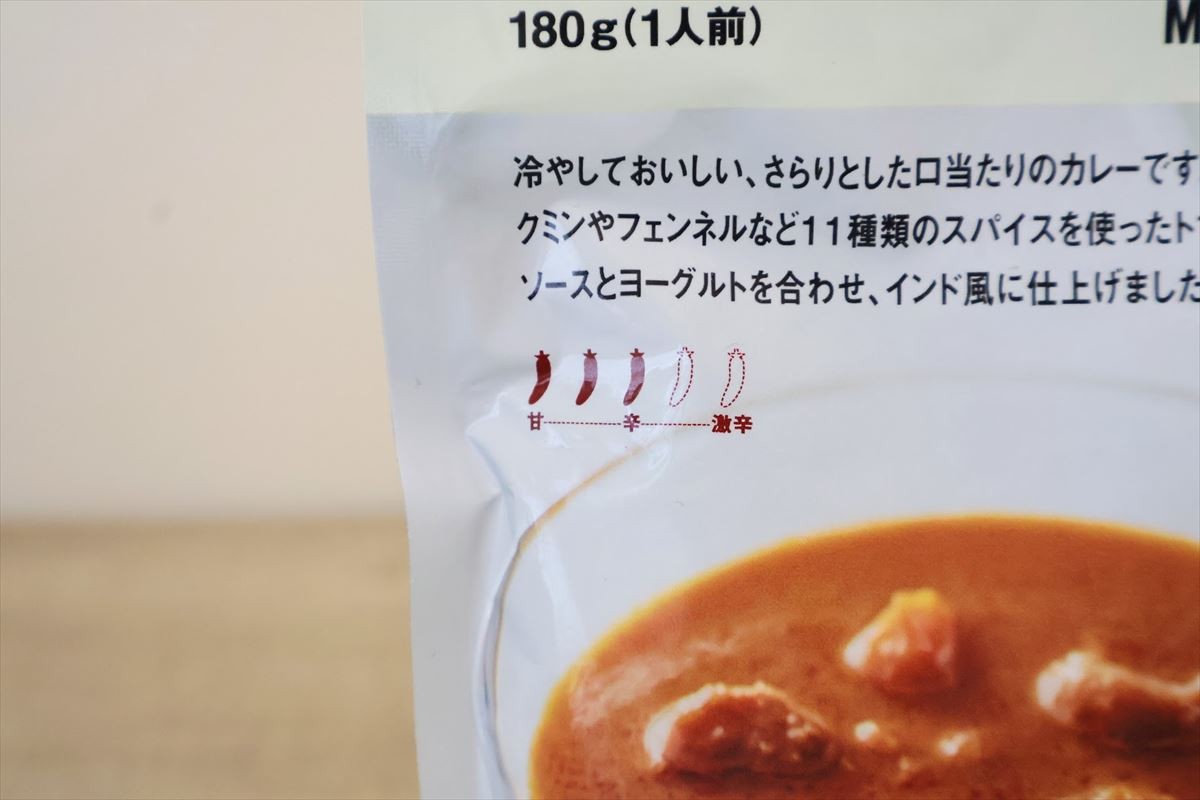 180g(1人前)
M
冷やしておいしい、さらりとした口当たりのカレーです
クミンやフェンネルなど11種類のスパイスを使ったト
ソースとヨーグルトを合わせ、インド風に仕上げました
甘 辛 激辛